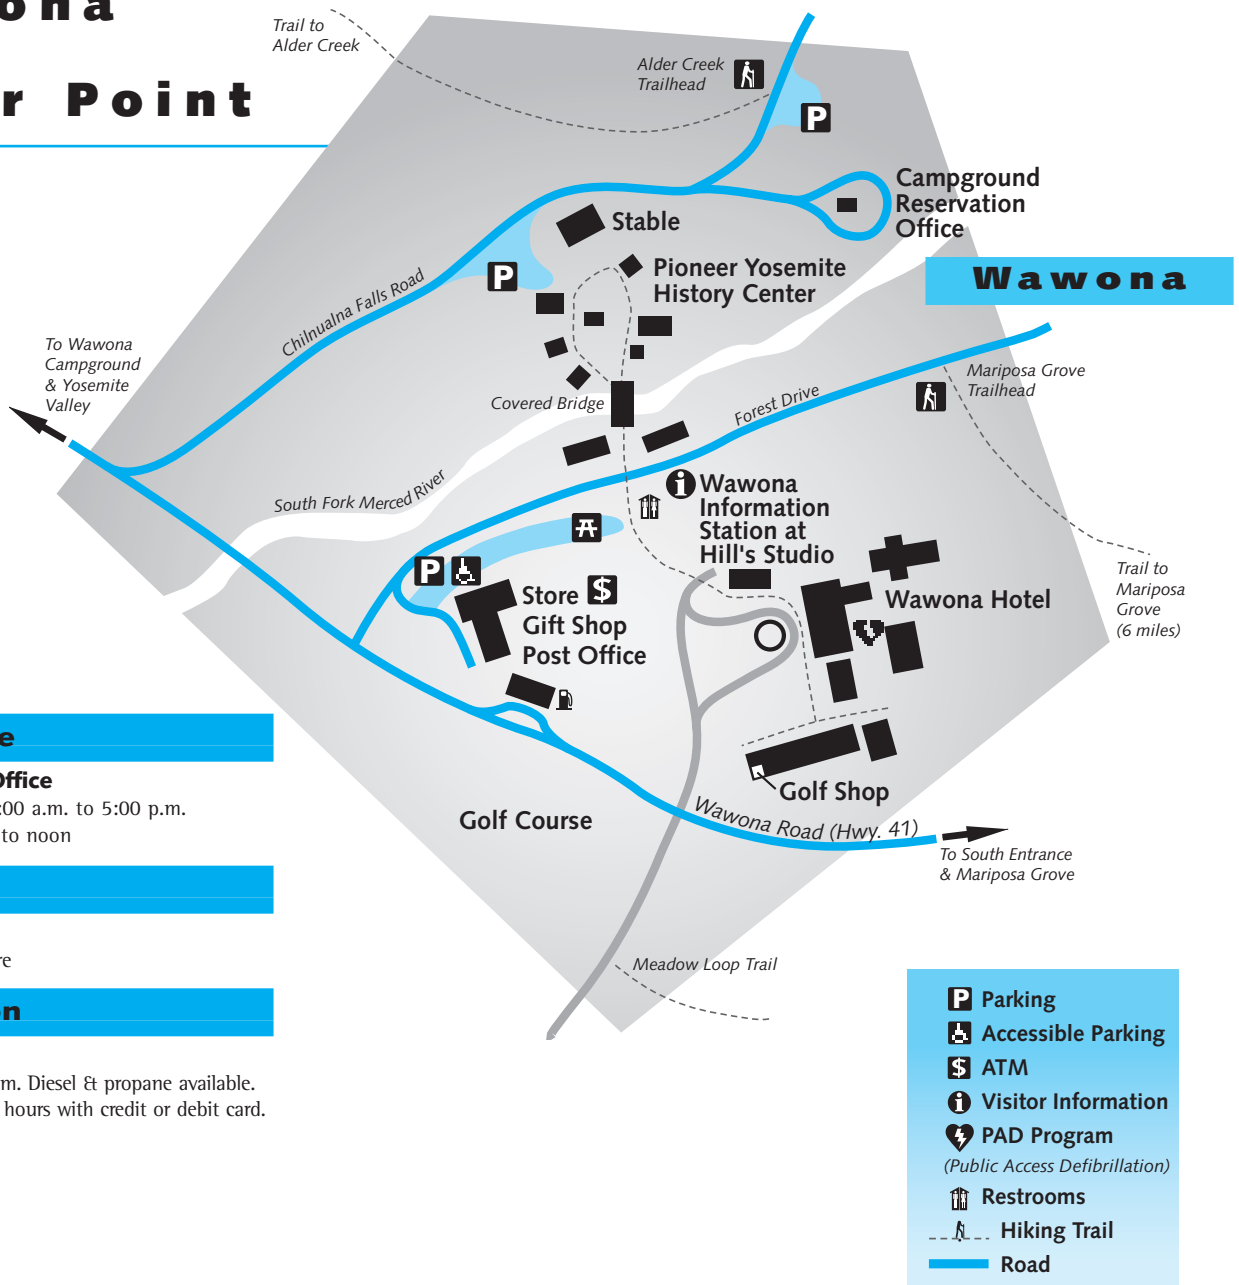 ona
r Point
Trail to
Alder Creek
Alder Creek
Trailhead
P
Campground
Reservation
Office
Stable
Pioneer Yosemite
History Center
P
Wawona
Chilnualna Falls Road
To Wawona
Campground
& Yosemite
Valley
Mariposa Grove
Trailhead
Covered Bridge
Forest Drive
South Fork Merced River
i
Wawona
Information
Station at
Hill's Studio
P
Store $
Gift Shop
Post Office
Wawona Hotel
Trail to
Mariposa
Grove
(6 miles)
e
Office
:00 a.m. to 5:00 p.m.
to noon
Golf Shop
Golf Course
Wawona Road (Hwy. 41)
To South Entrance
& Mariposa Grove
re
Meadow Loop Trail
on
m. Diesel & propane available.
hours with credit or debit card.
P Parking
Accessible Parking
$ ATM
i Visitor Information
PAD Program
(Public Access Defibrillation)
Restrooms
Hiking Trail
Road